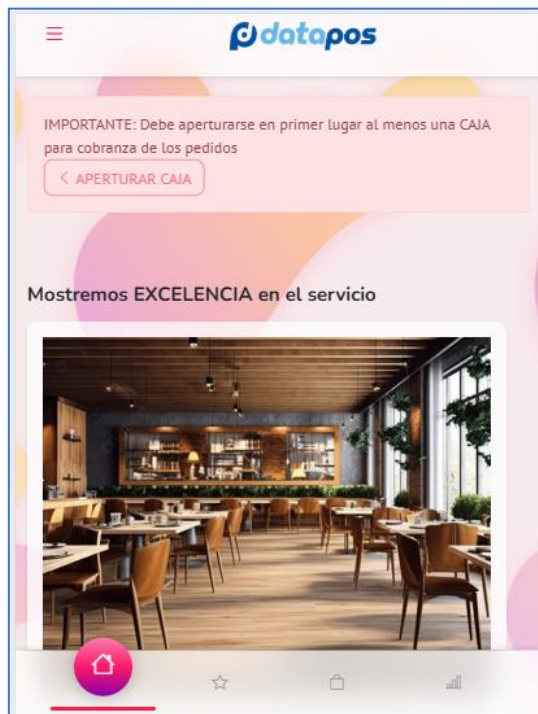 datapos
IMPORTANTE: Debe aperturarse en primer lugar al menos una CAJA
para cobranza de los pedidos
APERTURAR CAJA
Mostremos EXCELENCIA en el servicio